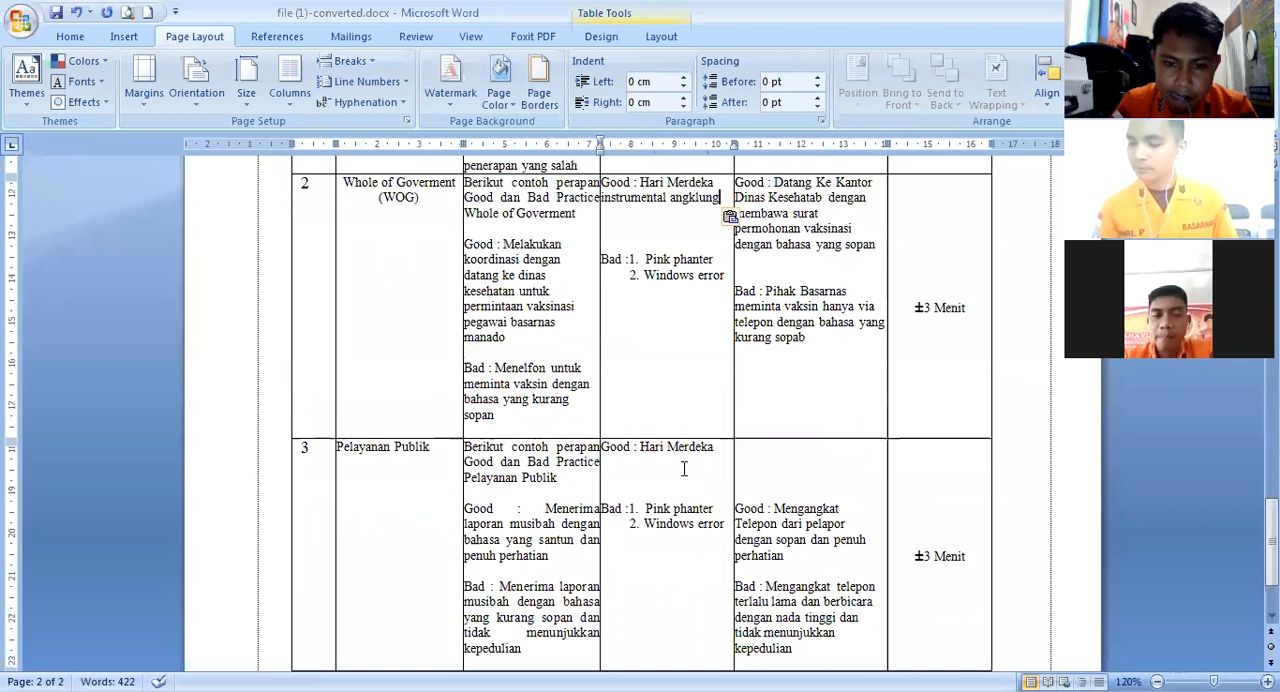 file (1)-converted.docx - Microsoft Word
Table Tools
Home
Insert
Page Layout
References
Mailings
Review
View
Foxit PDF
Design
Layout
Themes
Colors
Fonts
Effects
Themes
Margins
Orientation
Size
Columns
Breaks
Line Numbers
Hyphenation
Page Setup
Watermark
Page Color
Page Borders
Page Background
Indent
Left: 0 cm
Right: 0 cm
Spacing
Before: 0 pt
After: 0 pt
Paragraph
Position
Bring to Front
Send to Back
Text Wrapping
Align
Arrange
penerapan yang salah
2
Whole of Goverment
(WOG)
Berikut contoh perapan
Good dan Bad Practice
Whole of Goverment
Good : Melakukan
koordinasi dengan
datang ke dinas
kesehatan untuk
permintaan vaksinasi
pegawai basarnas
manado
Bad : Menelfon untuk
meminta vaksin dengan
bahasa yang kurang
sopan
Good : Hari Merdeka
instrumental angklung
Bad :1. Pink phanter
2. Windows error
Good : Datang Ke Kantor
Dinas Kesehatab dengan
membawa surat
permohonan vaksinasi
dengan bahasa yang sopan
Bad : Pihak Basarnas
meminta vaksin hanya via
telepon dengan bahasa yang
kurang sopab
±3 Menit
3
Pelayanan Publik
Berikut contoh perapan
Good dan Bad Practice
Pelayanan Publik
Good : Menerima
laporan musibah dengan
bahasa yang santun dan
penuh perhatian
Bad : Menerima laporan
musibah dengan bahasa
yang kurang sopan dan
tidak menunjukkan
kepedulian
Good : Hari Merdeka
Bad :1. Pink phanter
2. Windows error
Good : Mengangkat
Telepon dari pelapor
dengan sopan dan penuh
perhatian
Bad : Mengangkat telepon
terlalu lama dan berbicara
dengan nada tinggi dan
tidak menunjukkan
kepedulian
±3 Menit
Page: 2 of 2
Words: 422
120%